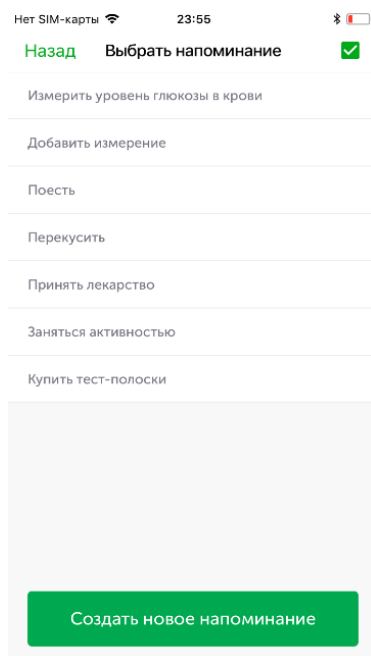 Нет SIM-карты 23:55
Назад Выбрать напоминание
Измерить уровень глюкозы в крови
Добавить измерение
Поесть
Перекусить
Принять лекарство
Заняться активностью
Купить тест-полоски
Создать новое напоминание